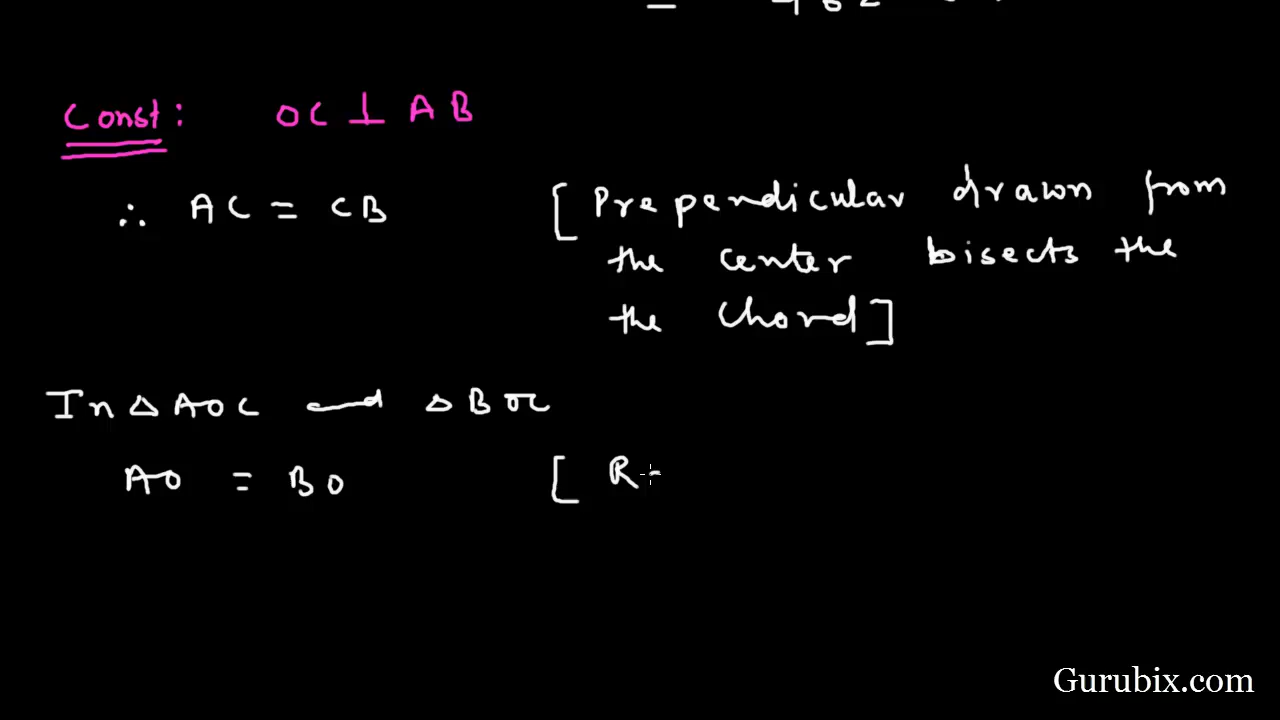 Const: OC ⊥ AB
∴ AC = CB [Prependicular drawn from
the center bisects the
the chord]
In △AOC and △BOC
AO = BO [ R
Gurubix.com